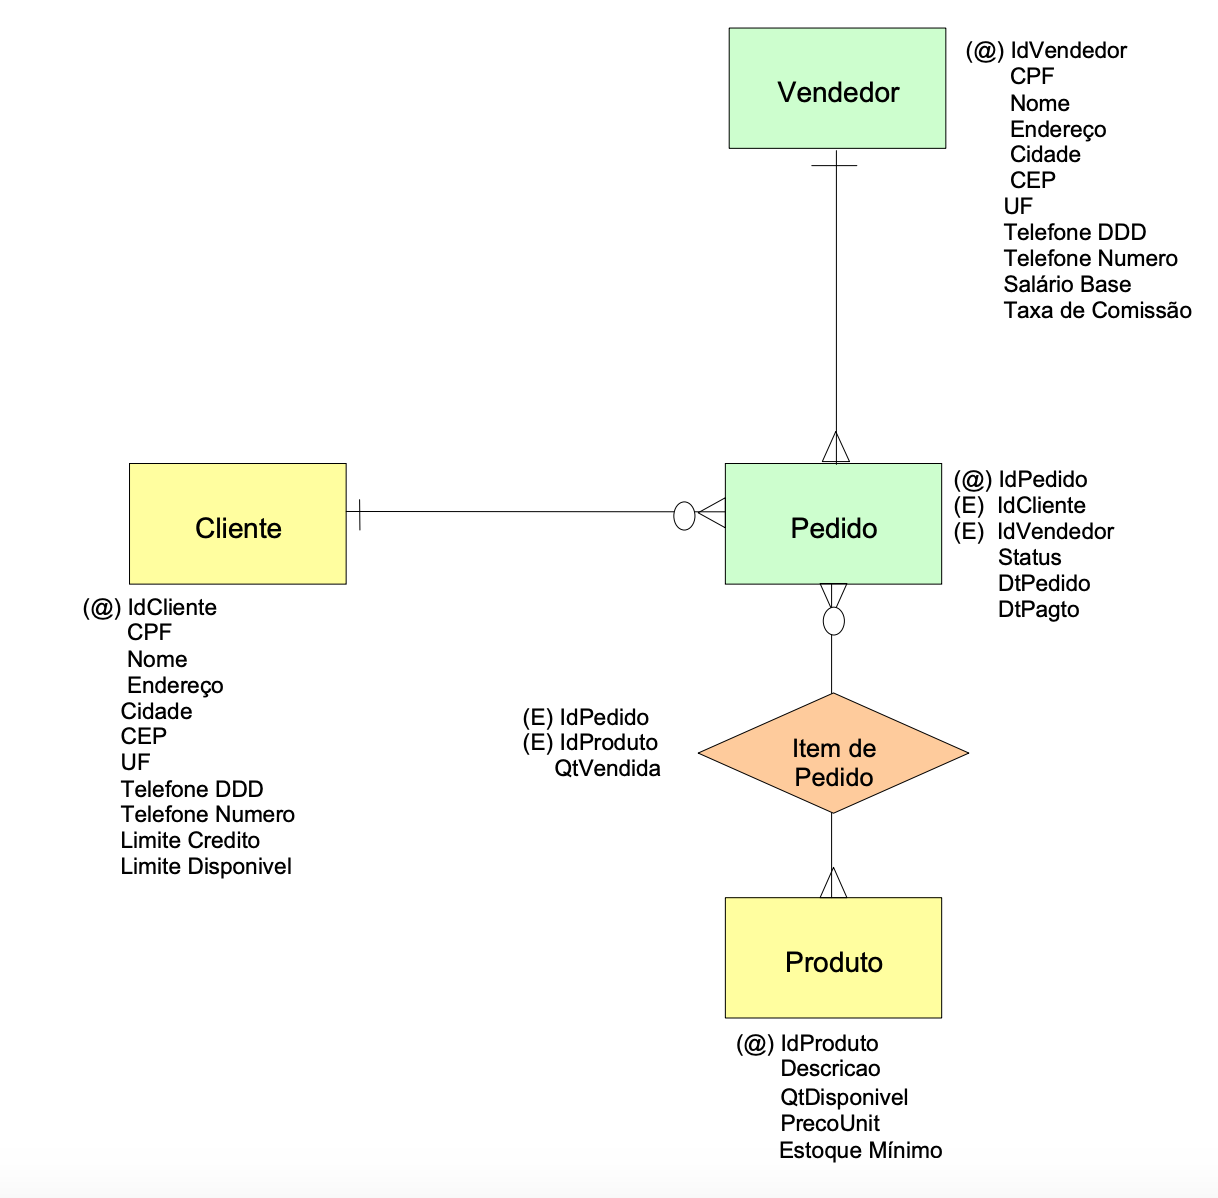 Vendedor
(@) IdVendedor
CPF
Nome
Endereço
Cidade
CEP
UF
Telefone DDD
Telefone Numero
Salário Base
Taxa de Comissão
Cliente
(@) IdCliente
CPF
Nome
Endereço
Cidade
CEP
UF
Telefone DDD
Telefone Numero
Limite Credito
Limite Disponivel
Pedido
(@) IdPedido
(E) IdCliente
(E) IdVendedor
Status
DtPedido
DtPagto
(E) IdPedido
(E) IdProduto
QtVendida
Item de
Pedido
Produto
(@) IdProduto
Descricao
QtDisponivel
PrecoUnit
Estoque Mínimo